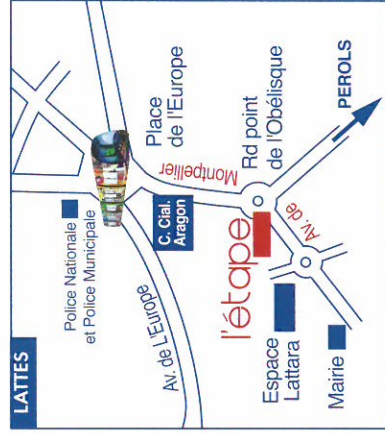 LATTES
Police Nationale
et Police Municipale
Av. de L'Europe
Place
de l'Europe
C. Cial.
Aragon
Montpellier
Rd point
de l'Obélisque
l'étape
Av. de
PEROLS
Espace
Lattara
Mairie